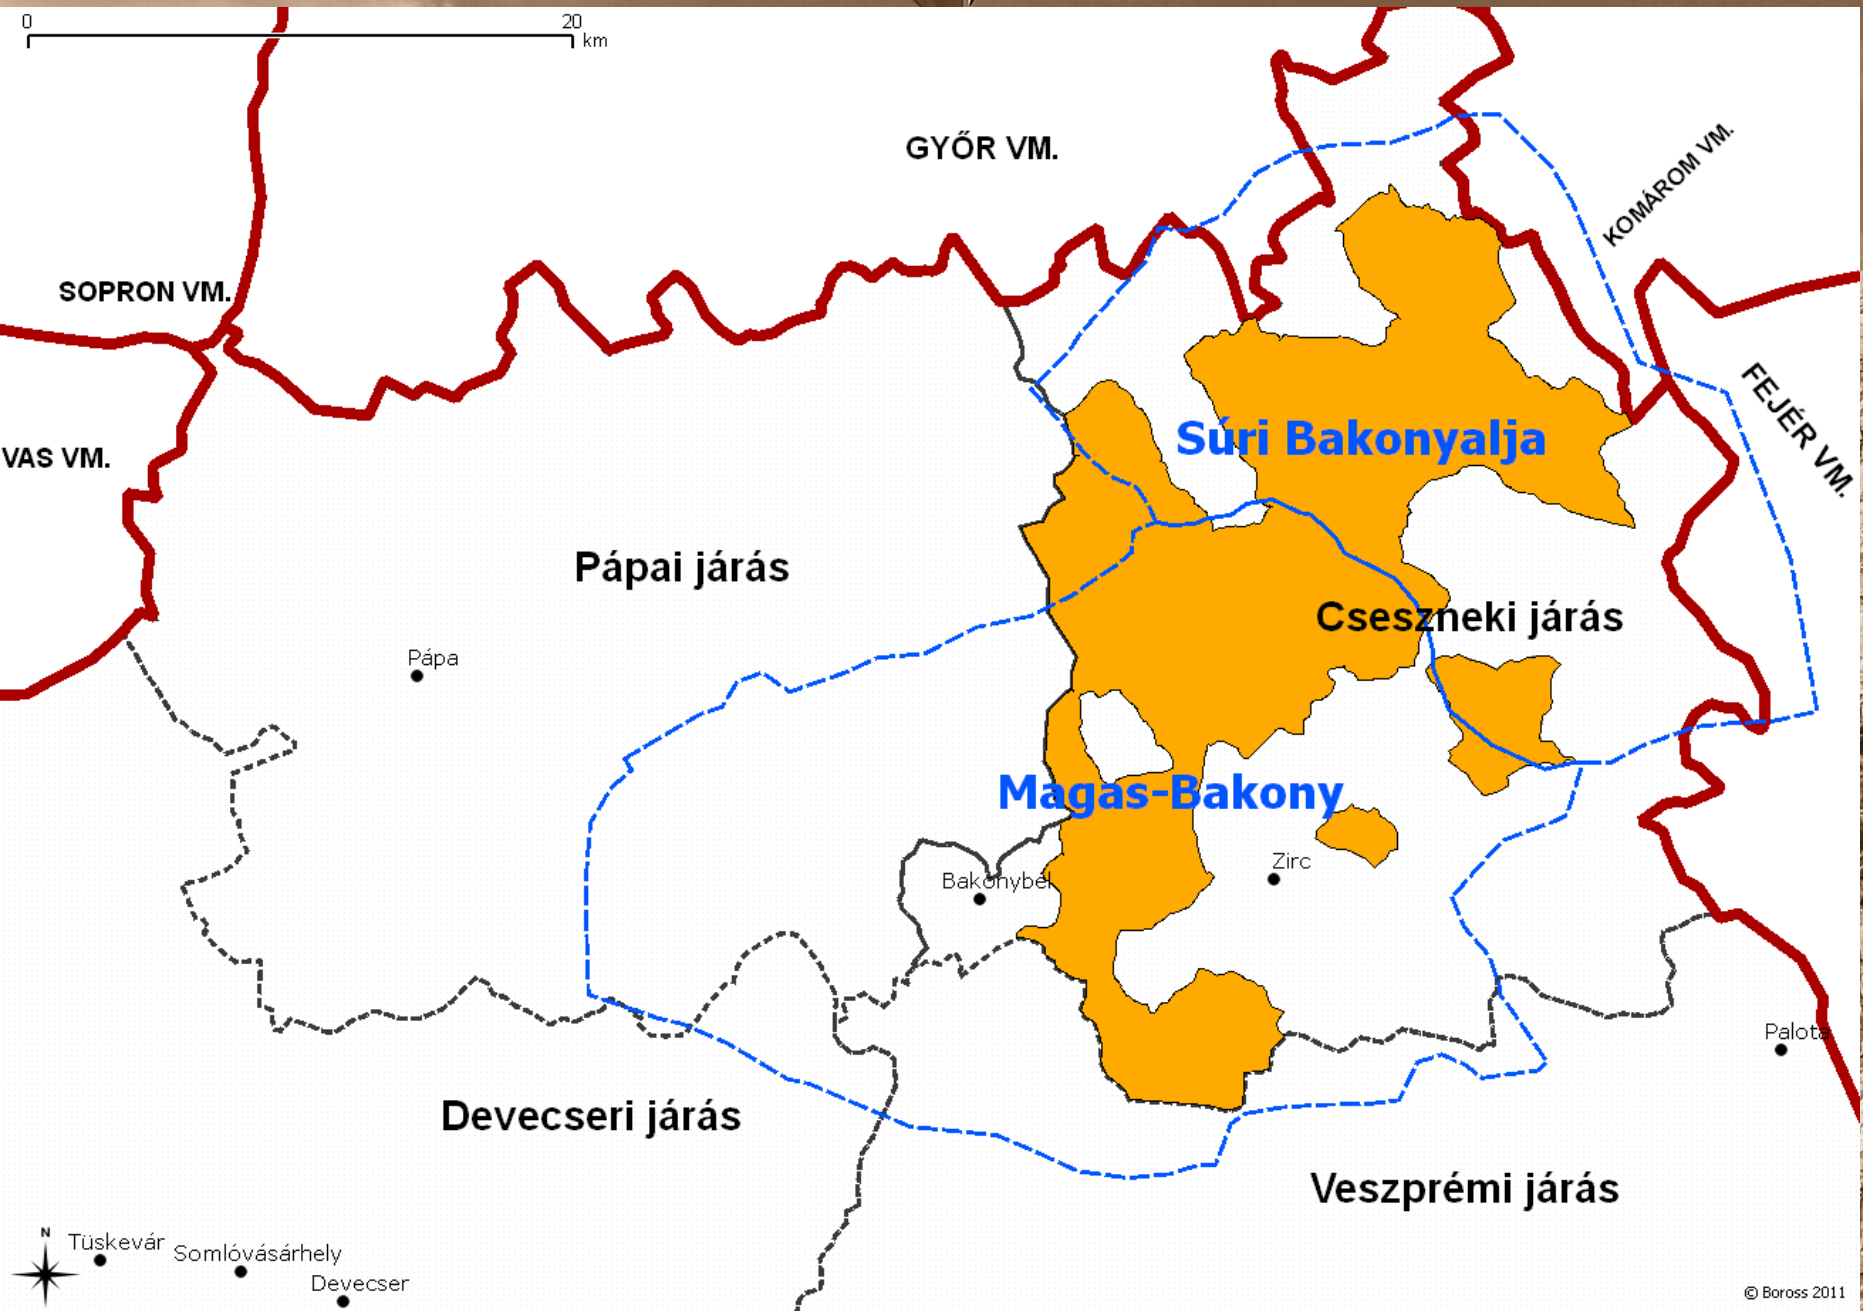 0 20
km
GYŐR VM.
KOMÁROM VM.
SOPRON VM.
FEJÉR VM.
VAS VM.
Súri Bakonyalja
Pápai járás
Cseszneki járás
Pápa
Magas-Bakony
Zirc
Bakonybél
Palota
Devecseri járás
Veszprémi járás
N
Tüskevár
Somlóvásárhely
Devecser
© Boross 2011